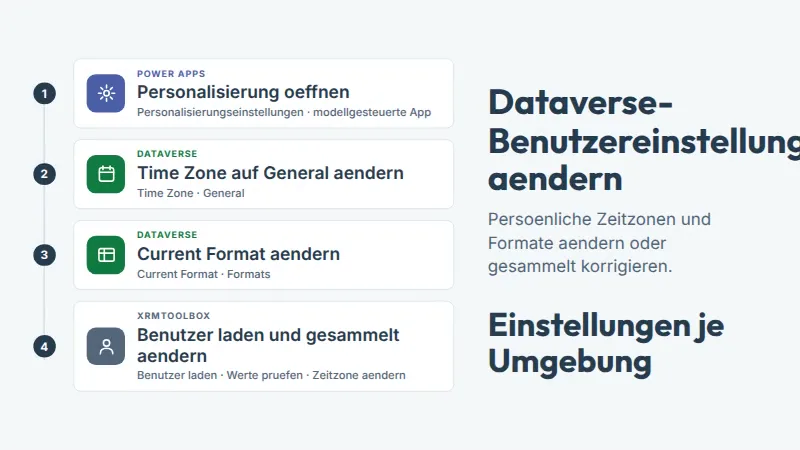 1
POWER APPS
Personalisierung oeffnen
Personalisierungseinstellungen · modellgesteuerte App
2
DATAVERSE
Time Zone auf General aendern
Time Zone · General
3
DATAVERSE
Current Format aendern
Current Format · Formats
4
XRMTOOLBOX
Benutzer laden und gesammelt
aendern
Benutzer laden · Werte pruefen · Zeitzone aendern
Dataverse-
Benutzereinstellung
aendern
Persoenliche Zeitzonen und
Formate aendern oder
gesammelt korrigieren.
Einstellungen je
Umgebung